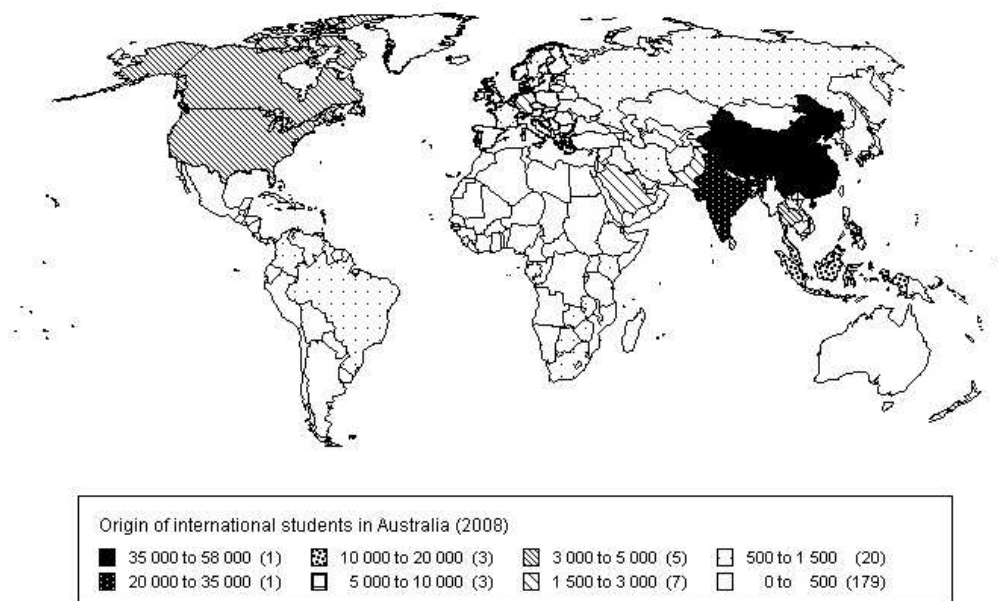 Origin of international students in Australia (2008)
35 000 to 58 000 (1) 10 000 to 20 000 (3) 3 000 to 5 000 (5) 500 to 1 500 (20)
20 000 to 35 000 (1) 5 000 to 10 000 (3) 1 500 to 3 000 (7) 0 to 500 (179)